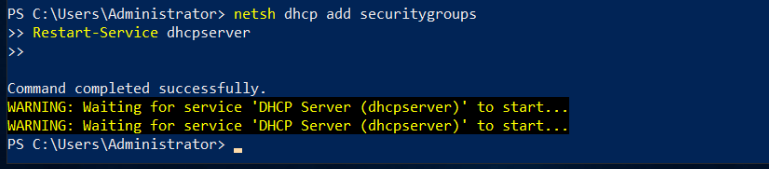 PS C:\Users\Administrator> netsh dhcp add securitygroups
>> Restart-Service dhcpserver
>>
Command completed successfully.
WARNING: Waiting for service 'DHCP Server (dhcpserver)' to start...
WARNING: Waiting for service 'DHCP Server (dhcpserver)' to start...
PS C:\Users\Administrator>